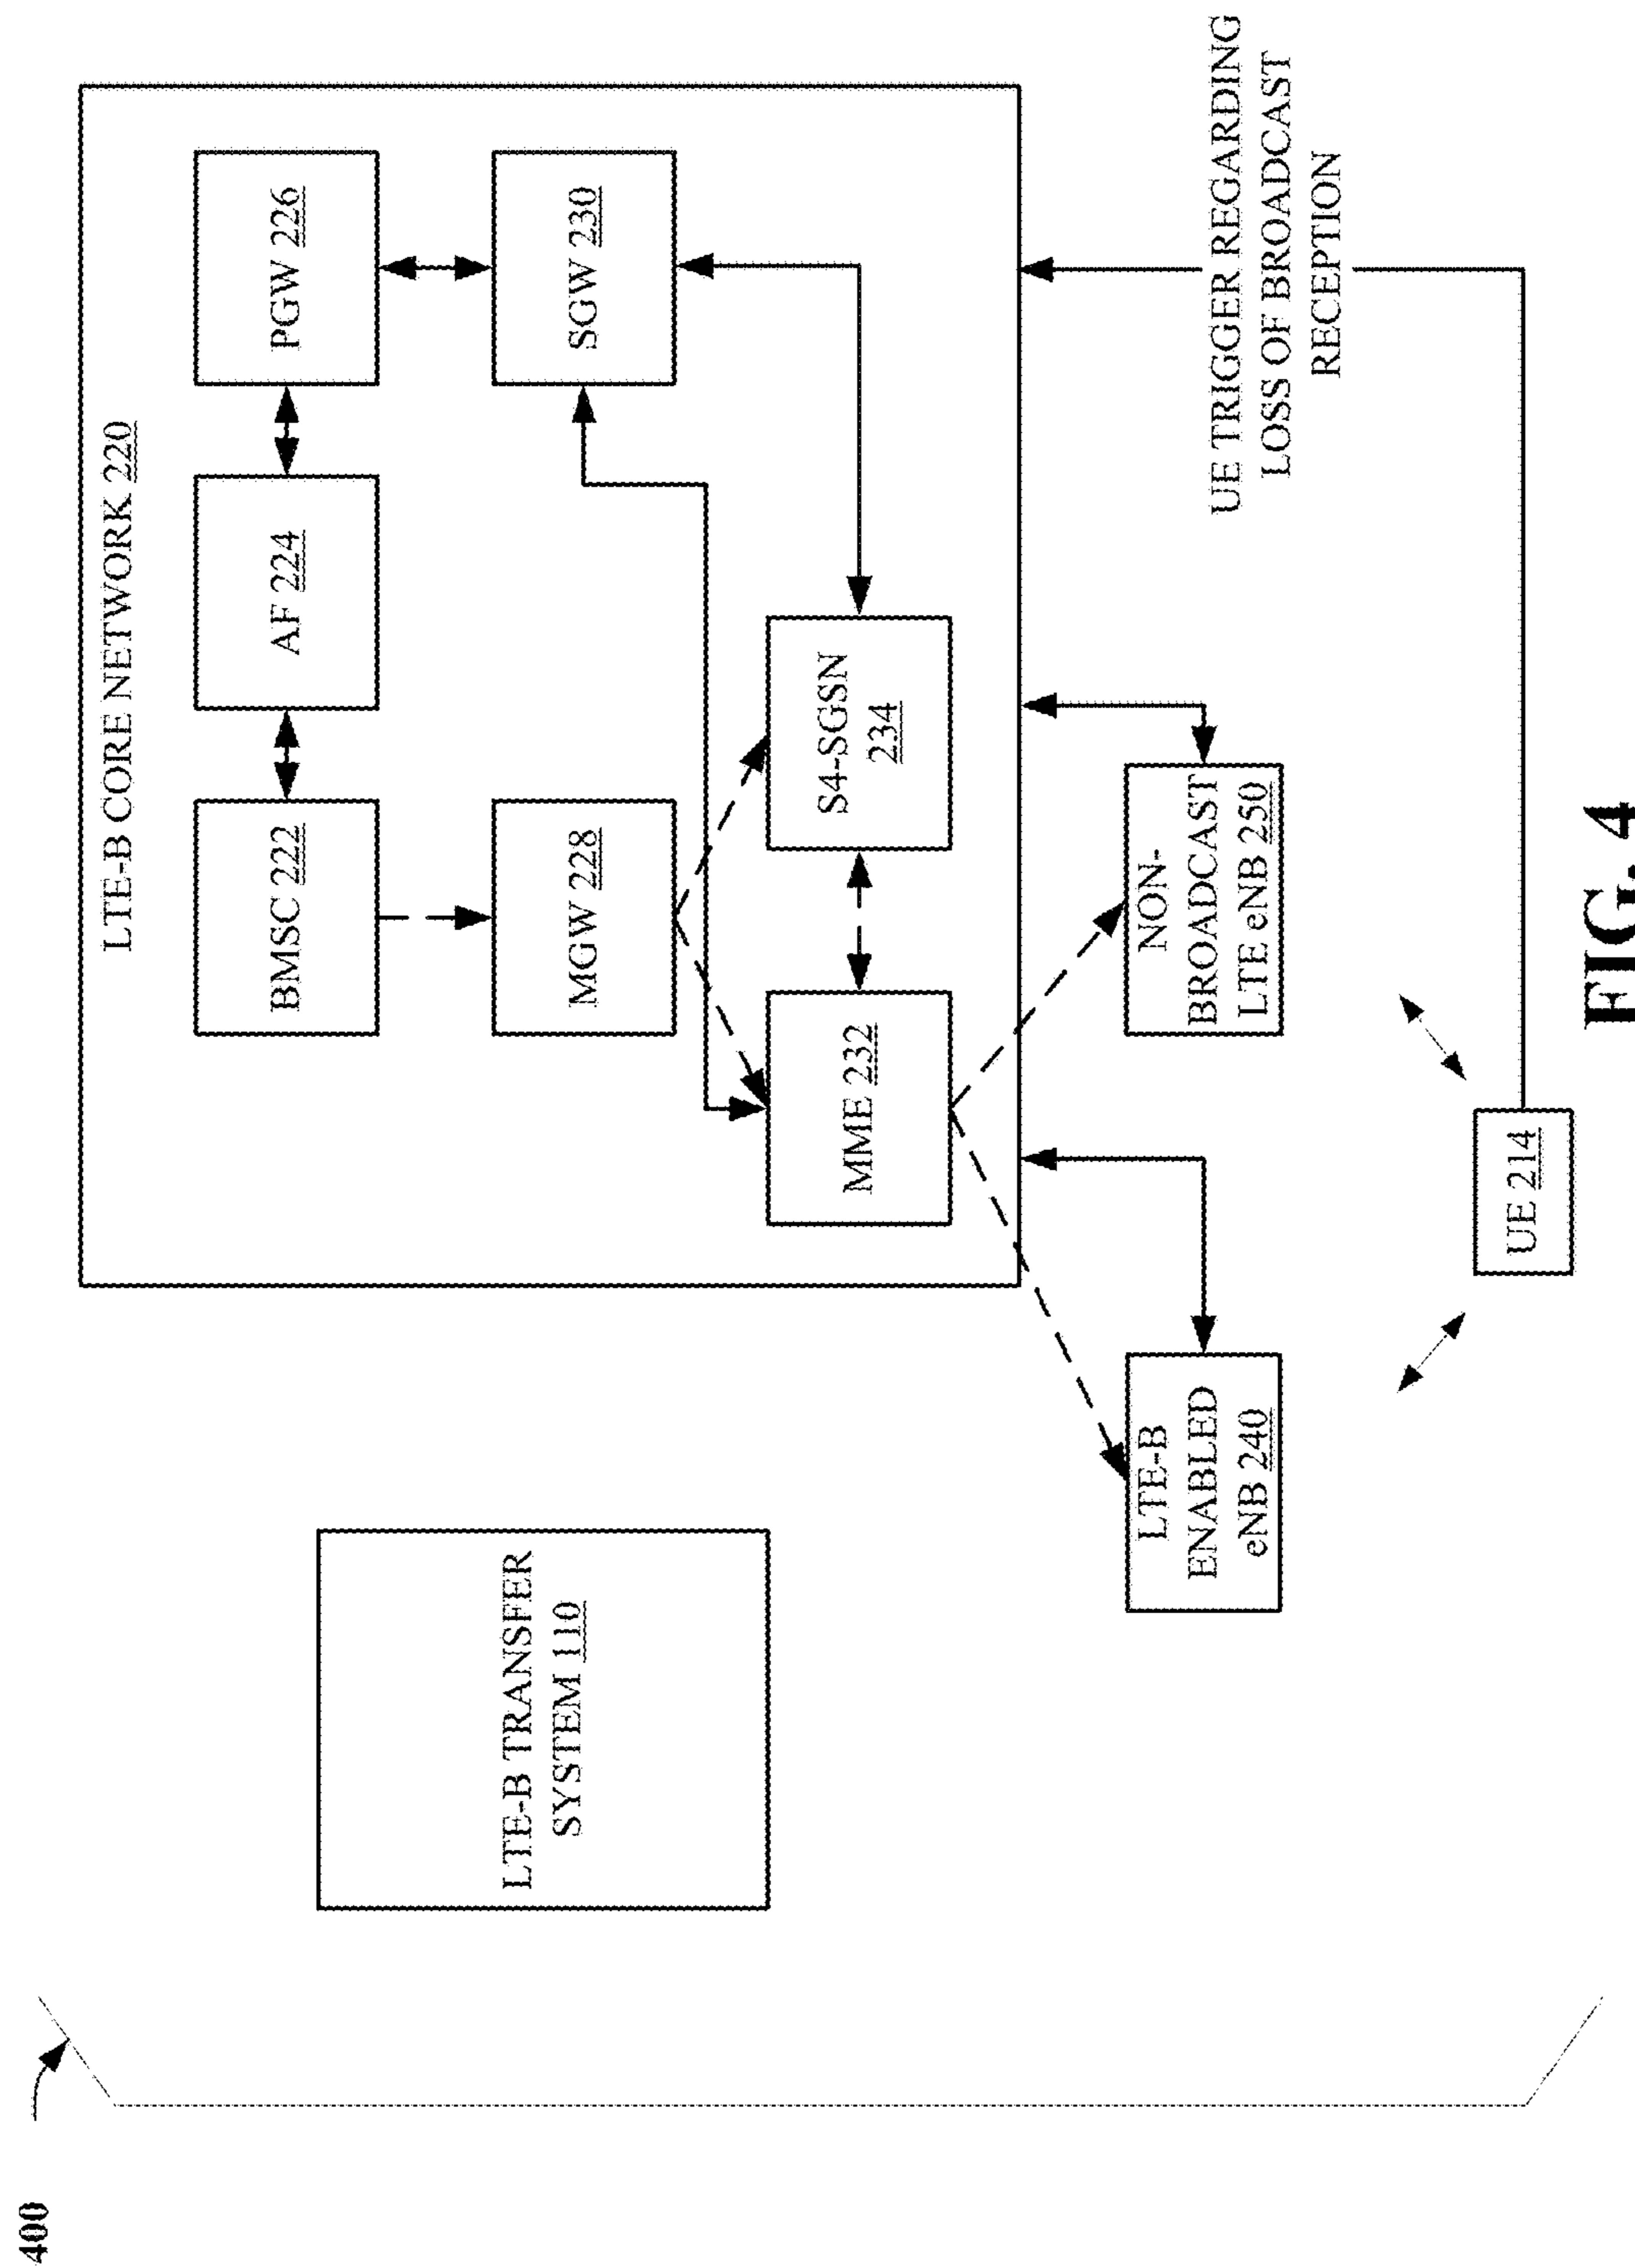 400
LTE-B CORE NETWORK 220
BMSC 222
AF 224
PGW 226
LTE-B TRANSFER
SYSTEM 110
MGW 228
SGW 230
MME 232
S4-SGSN
234
LTE-B
ENABLED
eNB 240
NON-
BROADCAST
LTE eNB 250
UE TRIGGER REGARDING
LOSS OF BROADCAST
RECEPTION
UE 214
FIG. 4